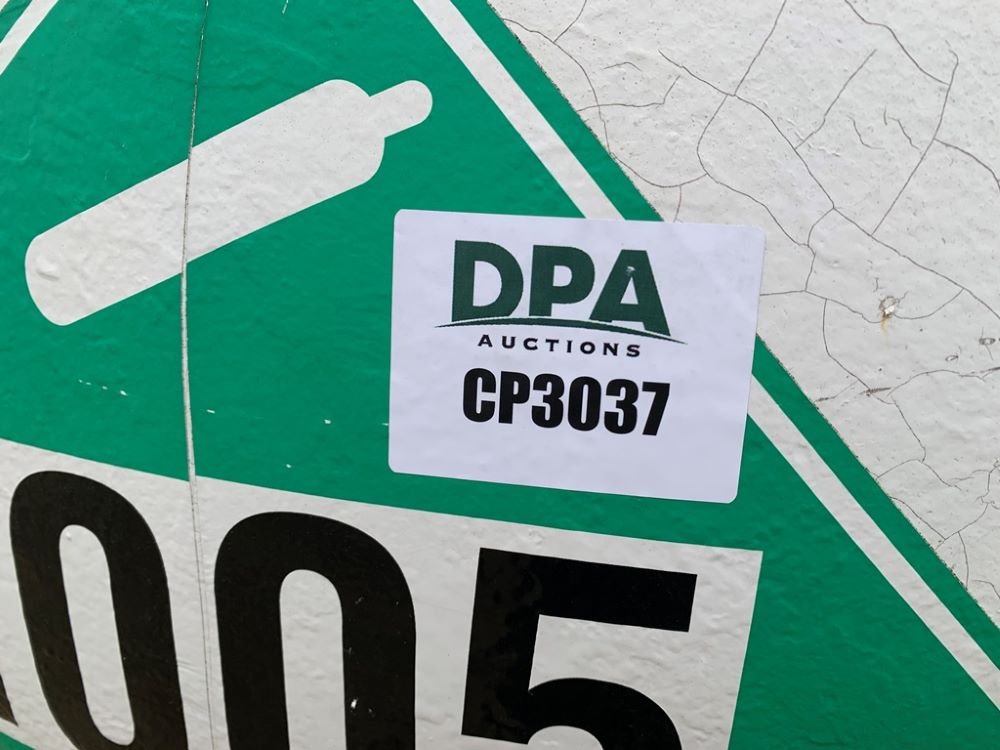 DPA
AUCTIONS
CP3037
005